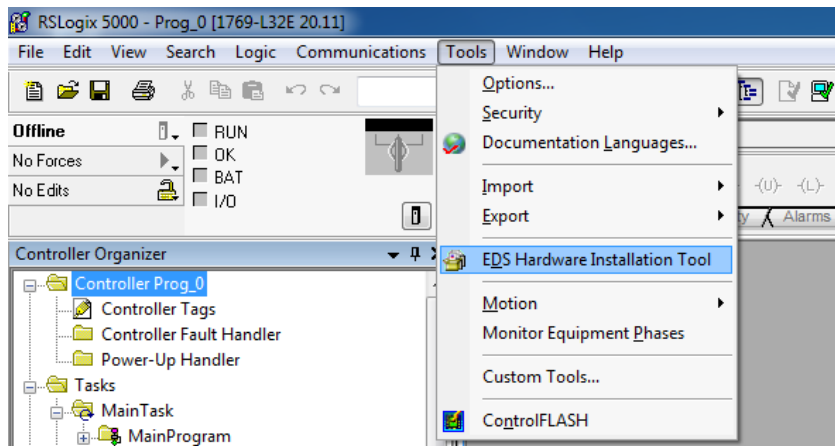 RSLogix 5000 - Prog_0 [1769-L32E 20.11]
File Edit View Search Logic Communications Tools Window Help
Options...
Security
Documentation Languages...
Import
Export
EDS Hardware Installation Tool
Motion
Monitor Equipment Phases
Custom Tools...
ControlFLASH
Offline
No Forces
No Edits
RUN
OK
BAT
I/O
-(U)- -(L)-
ty Alarms
Controller Organizer
Controller Prog_0
Controller Tags
Controller Fault Handler
Power-Up Handler
Tasks
MainTask
MainProgram